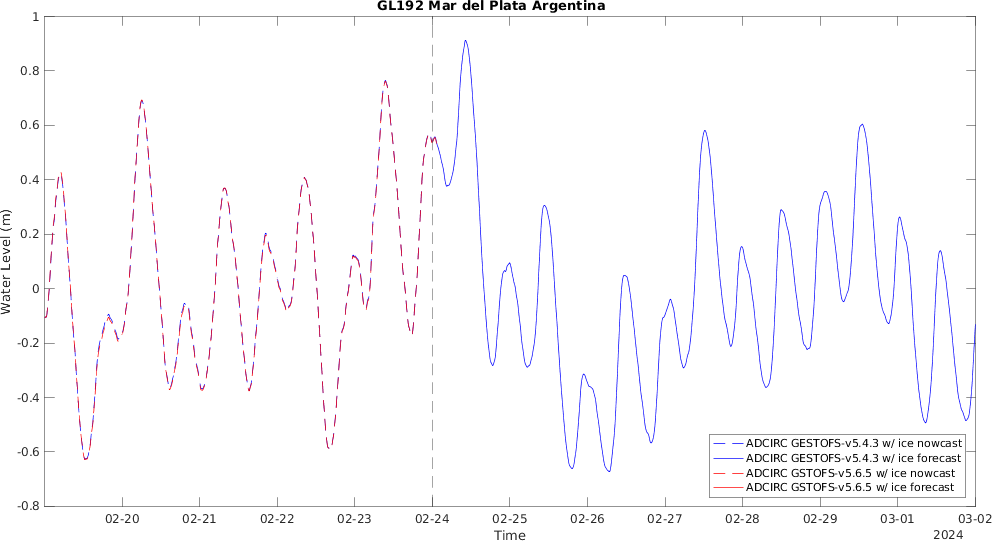 GL192 Mar del Plata Argentina
1
0.8
0.6
0.4
0.2
0
-0.2
-0.4
-0.6
-0.8
Water Level (m)
ADCIRC GESTOFS-v5.4.3 w/ ice nowcast
ADCIRC GESTOFS-v5.4.3 w/ ice forecast
ADCIRC GSTOFS-v5.6.5 w/ ice nowcast
ADCIRC GSTOFS-v5.6.5 w/ ice forecast
02-20 02-21 02-22 02-23 02-24 02-25 02-26 02-27 02-28 02-29 03-01 03-02
Time
2024